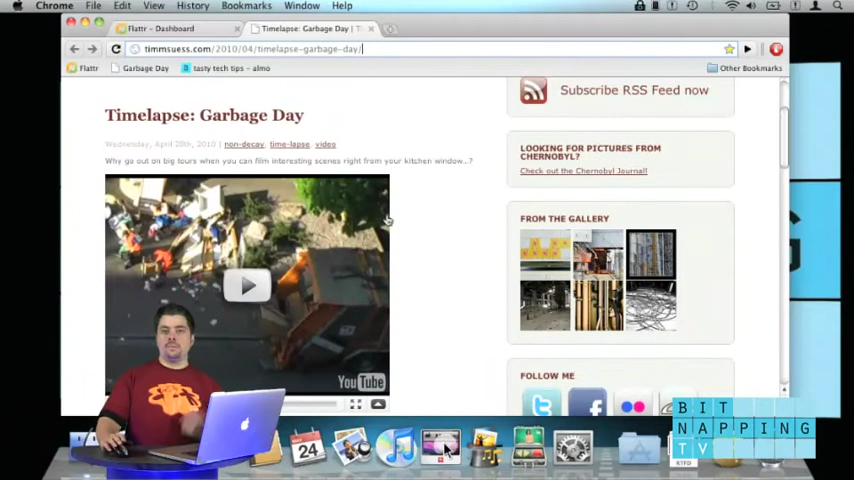 Chrome File Edit View History Bookmarks Window Help
Flattr - Dashboard
Timelapse: Garbage Day | T
timmsuess.com/2010/04/timelapse-garbage-day/
Flattr
Garbage Day
tasty tech tips - almo
Other Bookmarks
Subscribe RSS Feed now
Timelapse: Garbage Day
Wednesday, April 28th, 2010 | non-decay, time-lapse, video
Why go out on big tours when you can film interesting scenes right from your kitchen window...?
LOOKING FOR PICTURES FROM
CHERNOBYL?
Check out the Chernobyl Journal!
FROM THE GALLERY
YouTube
FOLLOW ME
BIT
NAPPING
TV
24
RTFD